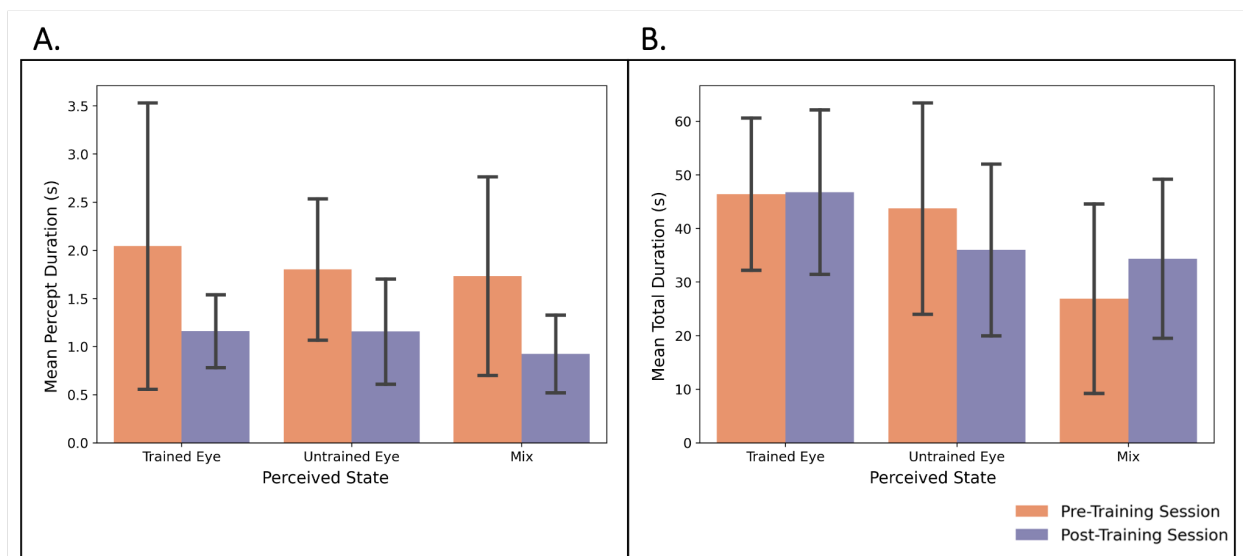 A.
B.
3.5
3.0
2.5
2.0
1.5
1.0
0.5
0.0
Mean Percept Duration (s)
Trained Eye
Untrained Eye
Mix
Perceived State
60
50
40
30
20
10
0
Mean Total Duration (s)
Trained Eye
Untrained Eye
Mix
Perceived State
Pre-Training Session
Post-Training Session